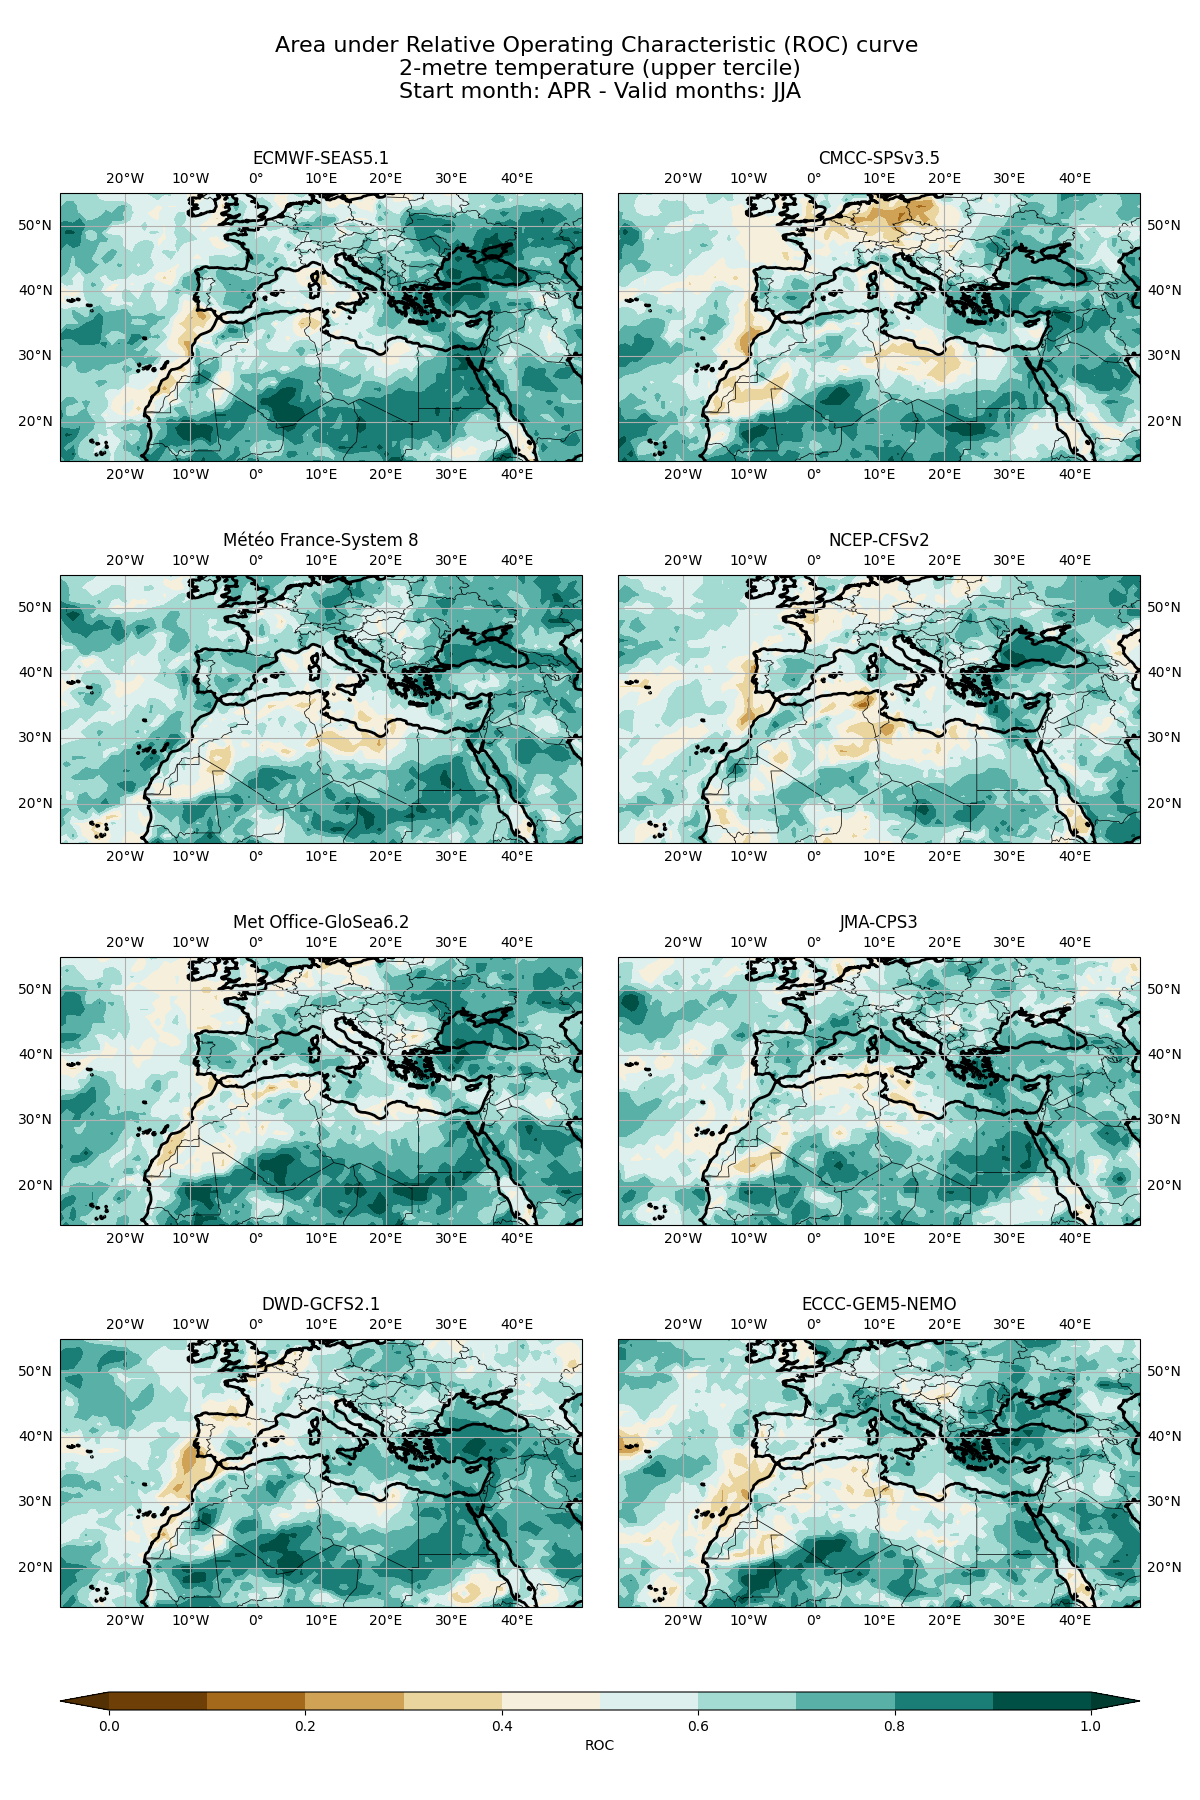 Area under Relative Operating Characteristic (ROC) curve
2-metre temperature (upper tercile)
Start month: APR - Valid months: JJA
ECMWF-SEAS5.1
20°W 10°W 0° 10°E 20°E 30°E 40°E
50°N
40°N
30°N
20°N
20°W 10°W 0° 10°E 20°E 30°E 40°E
CMCC-SPSv3.5
20°W 10°W 0° 10°E 20°E 30°E 40°E
50°N
40°N
30°N
20°N
20°W 10°W 0° 10°E 20°E 30°E 40°E
Météo France-System 8
20°W 10°W 0° 10°E 20°E 30°E 40°E
50°N
40°N
30°N
20°N
20°W 10°W 0° 10°E 20°E 30°E 40°E
NCEP-CFSv2
20°W 10°W 0° 10°E 20°E 30°E 40°E
50°N
40°N
30°N
20°N
20°W 10°W 0° 10°E 20°E 30°E 40°E
Met Office-GloSea6.2
20°W 10°W 0° 10°E 20°E 30°E 40°E
50°N
40°N
30°N
20°N
20°W 10°W 0° 10°E 20°E 30°E 40°E
JMA-CPS3
20°W 10°W 0° 10°E 20°E 30°E 40°E
50°N
40°N
30°N
20°N
20°W 10°W 0° 10°E 20°E 30°E 40°E
DWD-GCFS2.1
20°W 10°W 0° 10°E 20°E 30°E 40°E
50°N
40°N
30°N
20°N
20°W 10°W 0° 10°E 20°E 30°E 40°E
ECCC-GEM5-NEMO
20°W 10°W 0° 10°E 20°E 30°E 40°E
50°N
40°N
30°N
20°N
20°W 10°W 0° 10°E 20°E 30°E 40°E
0.0 0.2 0.4 0.6 0.8 1.0
ROC